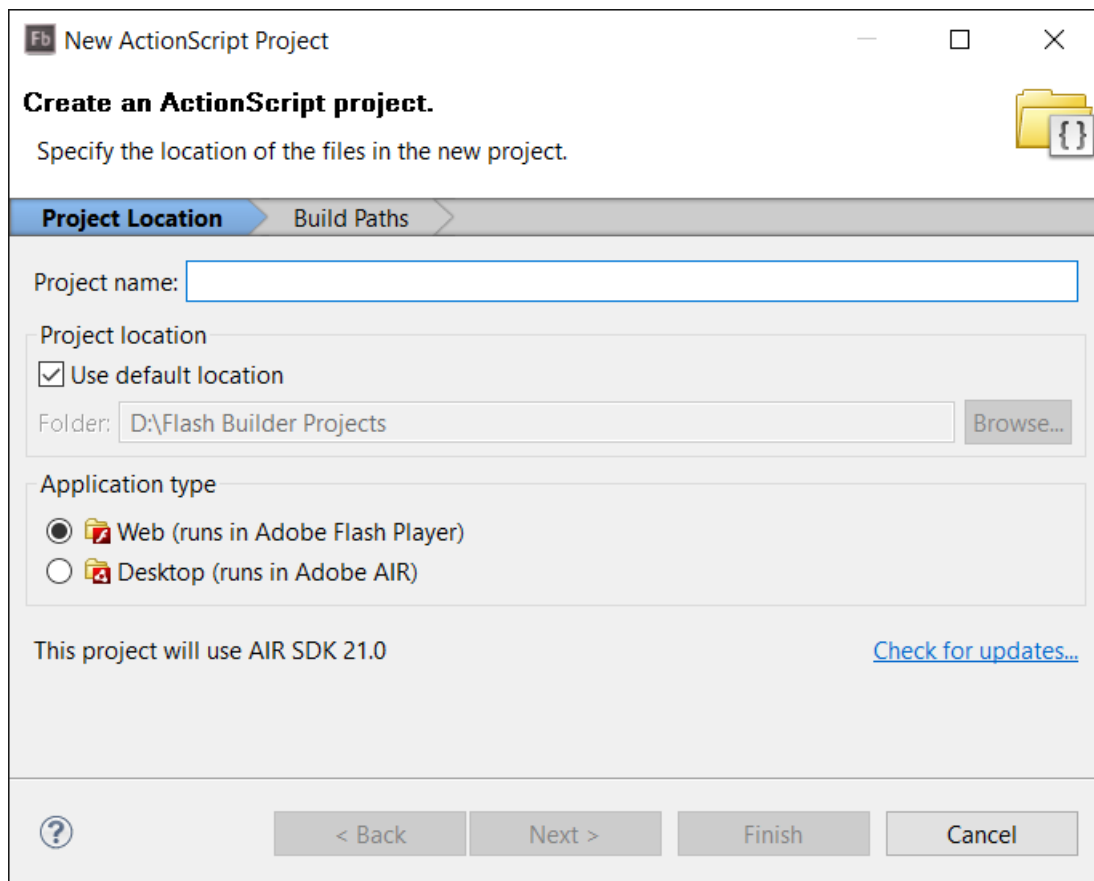 Fb New ActionScript Project
Create an ActionScript project.
Specify the location of the files in the new project.
{ }
Project Location Build Paths
Project name:
Project location
Use default location
Folder: D:\Flash Builder Projects Browse...
Application type
Web (runs in Adobe Flash Player)
Desktop (runs in Adobe AIR)
This project will use AIR SDK 21.0 Check for updates...
? < Back Next > Finish Cancel